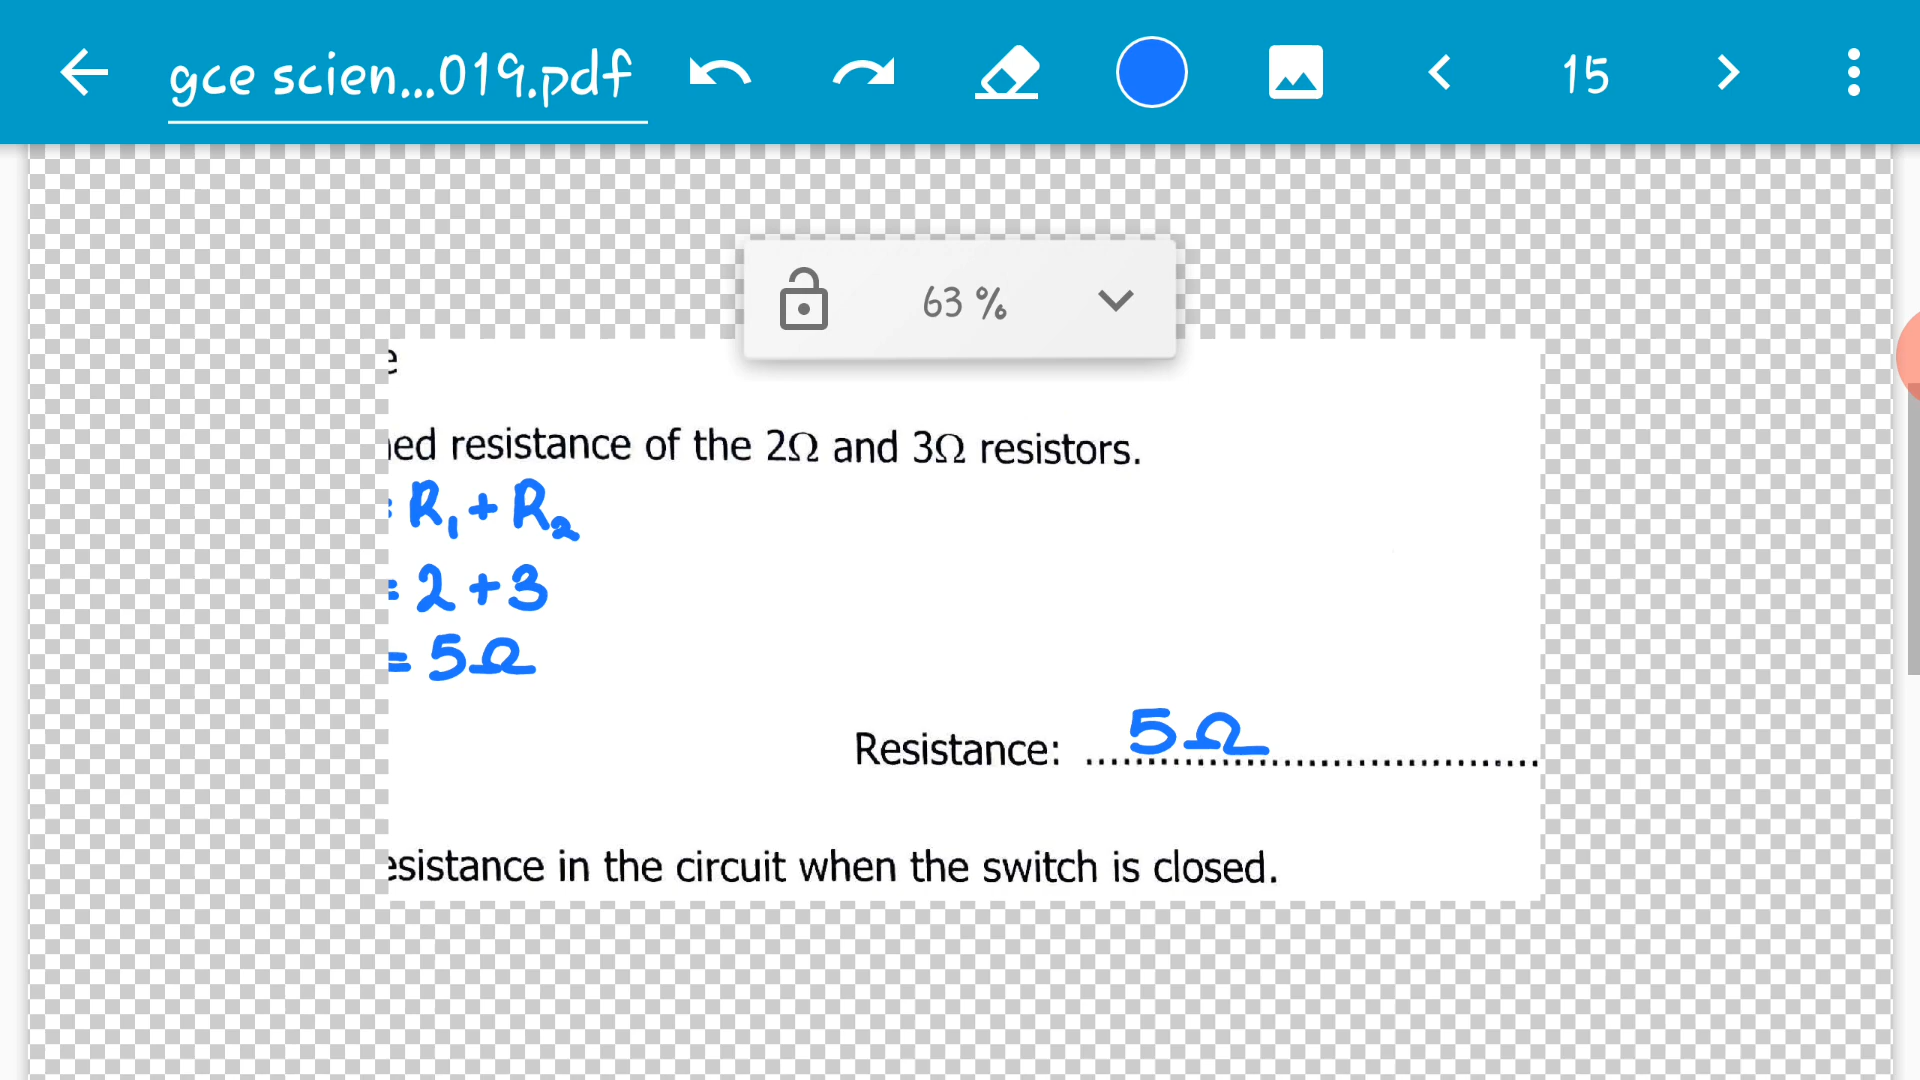 gce scien...019.pdf 15
63 %
e
ed resistance of the 2Ω and 3Ω resistors.
= R₁ + R₂
= 2 + 3
= 5Ω
Resistance: 5Ω
esistance in the circuit when the switch is closed.